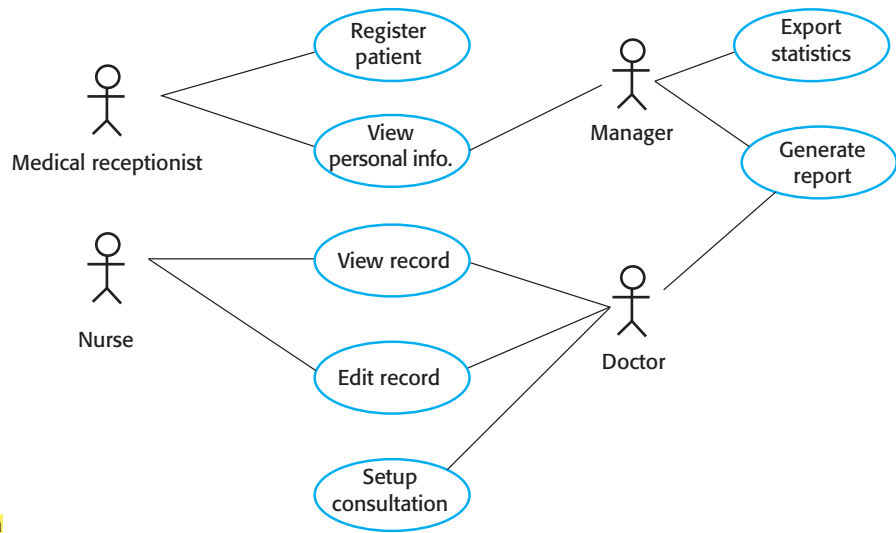 Register
patient
Export
statistics
Manager
View
personal info.
Medical receptionist
Generate
report
View record
Nurse
Doctor
Edit record
Setup
consultation